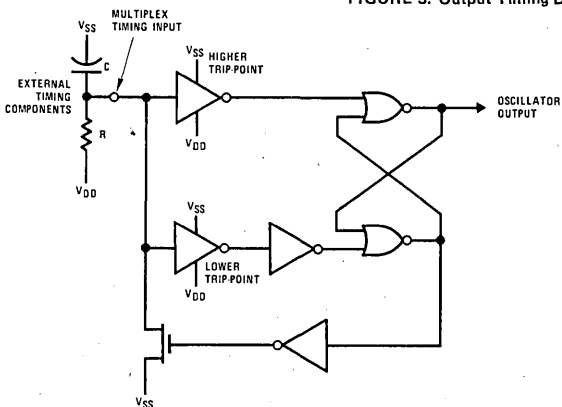 FIGURE 3. Output Timing D
MULTIPLEX
TIMING INPUT
VSS
C
EXTERNAL
TIMING
COMPONENTS
R
VDD
VSS
HIGHER
TRIP-POINT
VDD
OSCILLATOR
OUTPUT
VSS
LOWER
TRIP-POINT
VDD
VSS